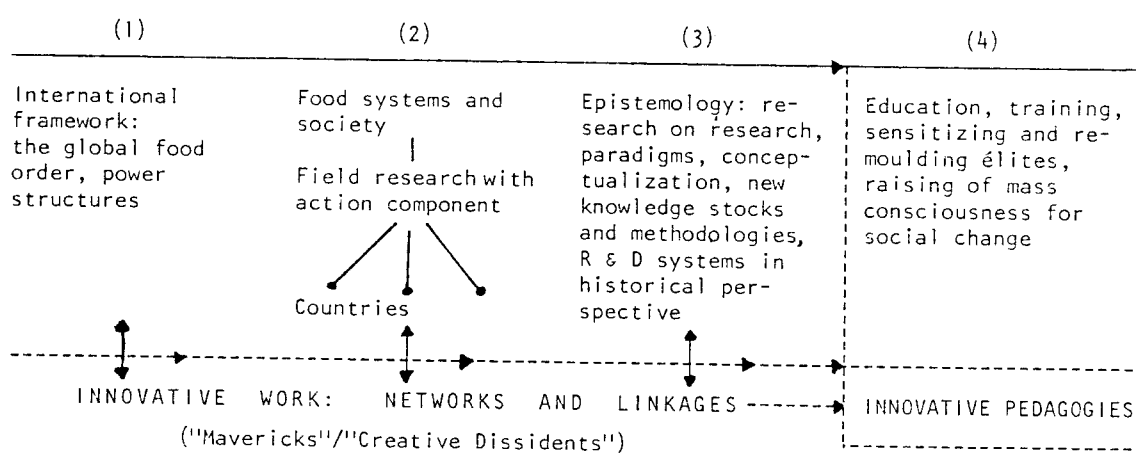 (1)
(2)
(3)
(4)
International
framework:
the global food
order, power
structures
Food systems and
society
Field research with
action component
Countries
Epistemology: re-
search on research,
paradigms, concep-
tualization, new
knowledge stocks
and methodologies,
R & D systems in
historical per-
spective
Education, training,
sensitizing and re-
moulding élites,
raising of mass
consciousness for
social change
INNOVATIVE WORK: NETWORKS AND LINKAGES
INNOVATIVE PEDAGOGIES
("Mavericks"/"Creative Dissidents")